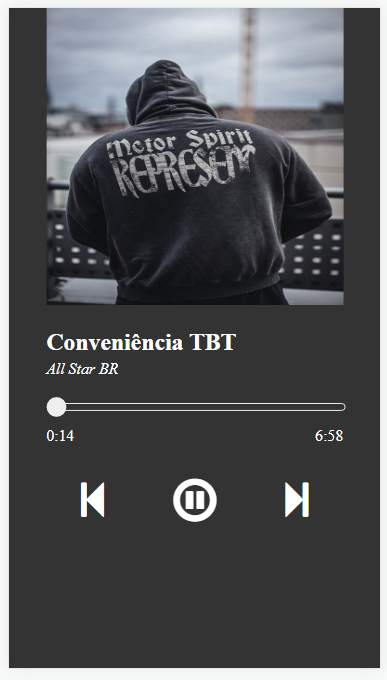 Motor Spirit
REPRESENT
Conveniência TBT
All Star BR
0:14
6:58